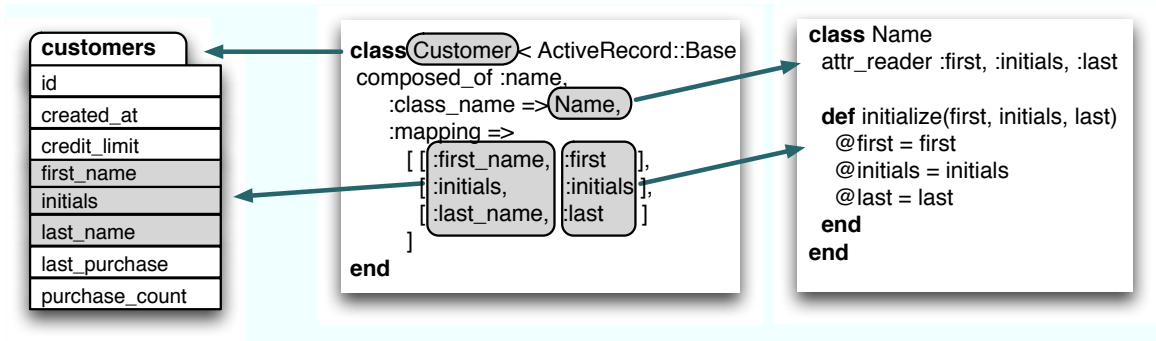 customers
id
created_at
credit_limit
first_name
initials
last_name
last_purchase
purchase_count
class Customer < ActiveRecord::Base
composed_of :name,
:class_name => Name,
:mapping =>
[ [ :first_name, :first ],
[ :initials, :initials ],
[ :last_name, :last ]
]
end
class Name
attr_reader :first, :initials, :last
def initialize(first, initials, last)
@first = first
@initials = initials
@last = last
end
end